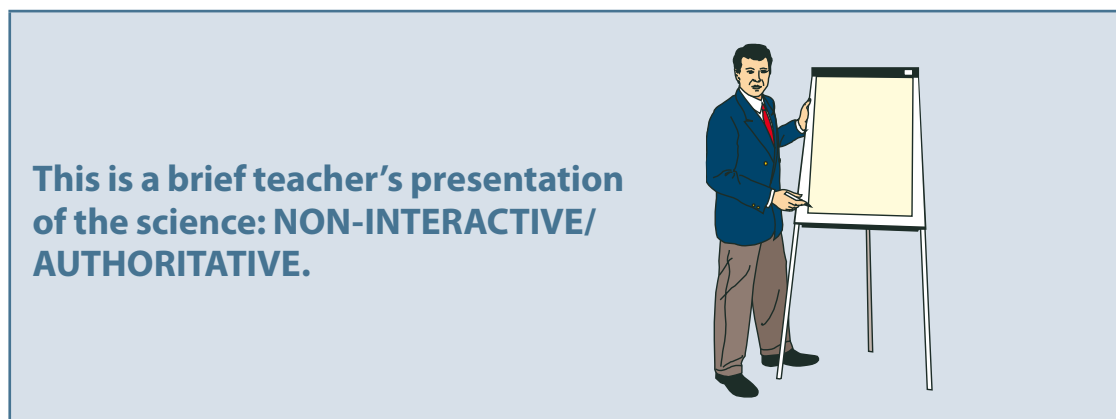 This is a brief teacher’s presentation
of the science: NON-INTERACTIVE/
AUTHORITATIVE.